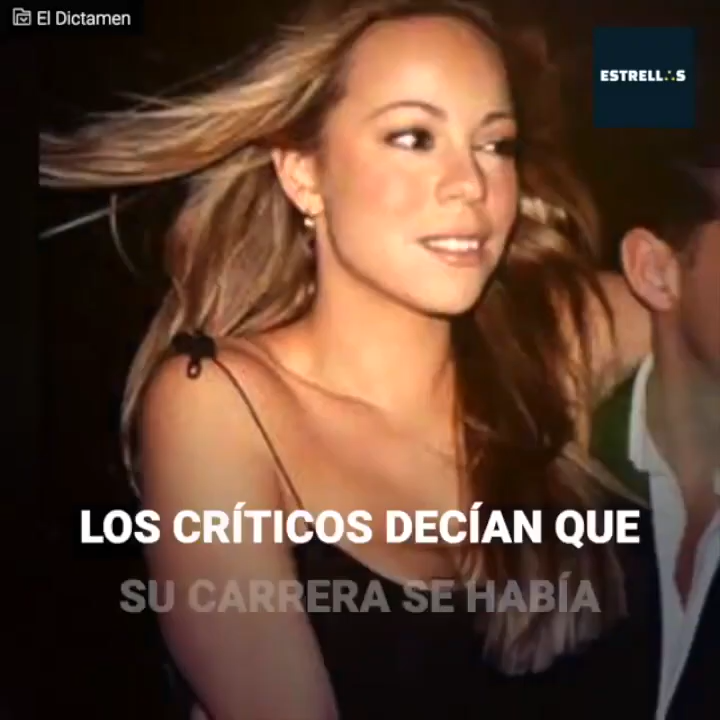 El Dictamen
ESTRELLAS
LOS CRÍTICOS DECÍAN QUE
SU CARRERA SE HABÍA